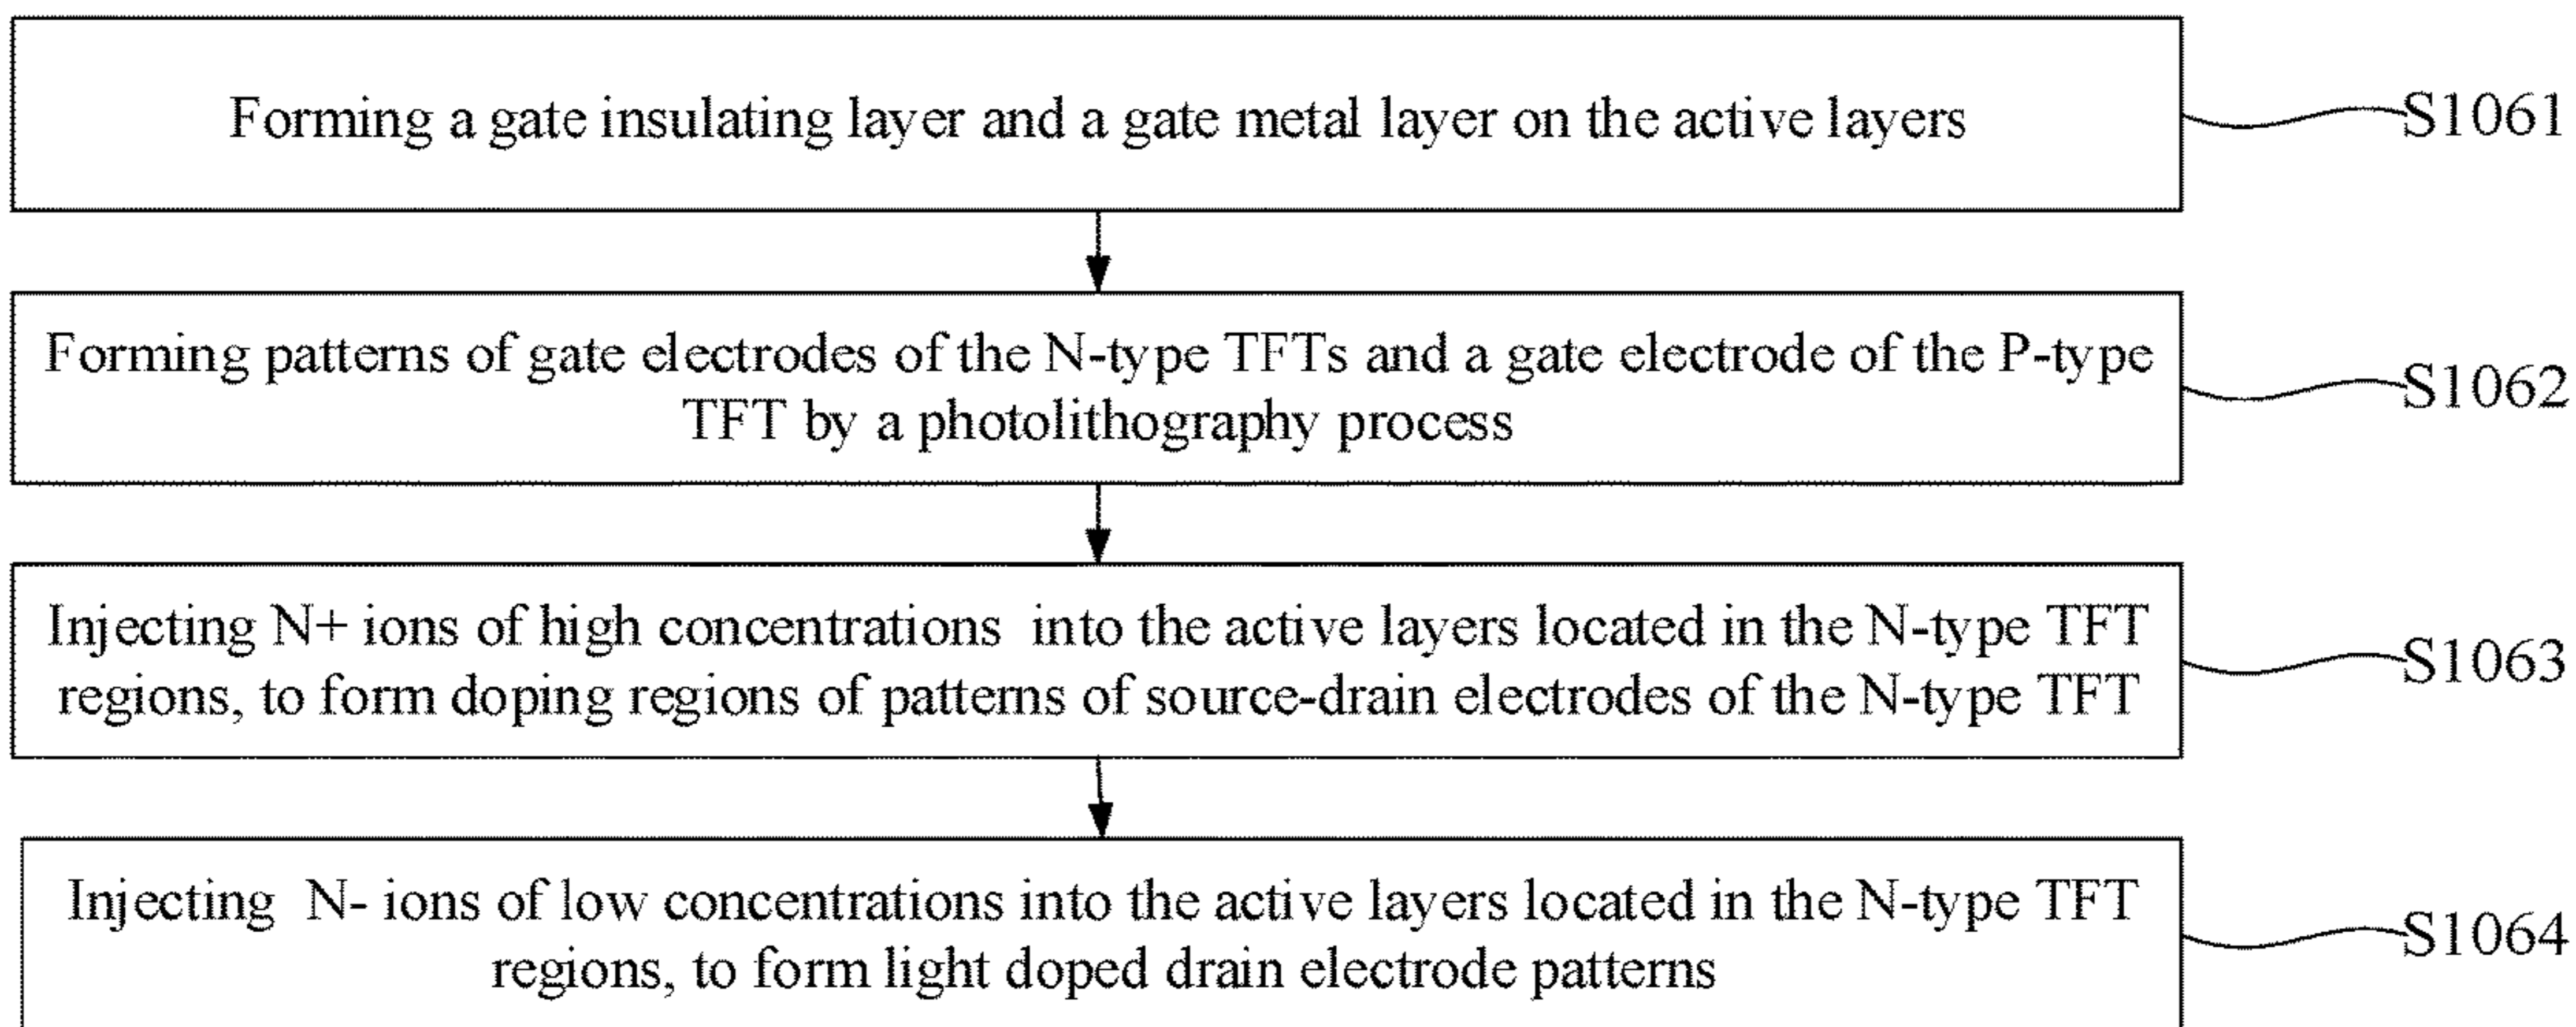 Forming a gate insulating layer and a gate metal layer on the active layers
S1061
Forming patterns of gate electrodes of the N-type TFTs and a gate electrode of the P-type
TFT by a photolithography process
S1062
Injecting N+ ions of high concentrations into the active layers located in the N-type TFT
regions, to form doping regions of patterns of source-drain electrodes of the N-type TFT
S1063
Injecting N- ions of low concentrations into the active layers located in the N-type TFT
regions, to form light doped drain electrode patterns
S1064